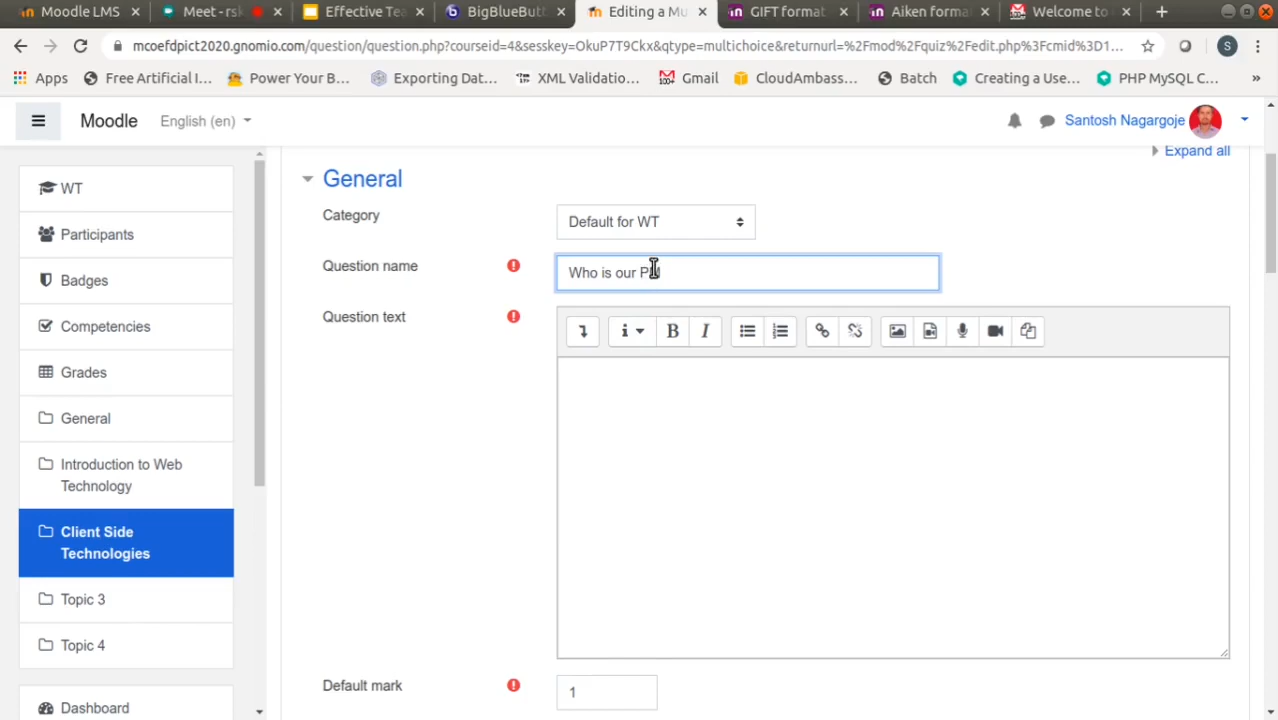 Moodle LMS
Meet - rsk
Effective Tea
BigBlueButt
Editing a Mu
GIFT format
Aiken forma
Welcome to
mcoefdpict2020.gnomio.com/question/question.php?courseid=4&sesskey=OkuP7T9Ckx&qtype=multichoice&returnurl=%2Fmod%2Fquiz%2Fedit.php%3Fcmid%3D1...
S
Apps
Free Artificial I...
Power Your B...
Exporting Dat...
XML Validatio...
Gmail
CloudAmbass...
Batch
Creating a Use...
PHP MySQL C...
»
Moodle
English (en)
Santosh Nagargoje
Expand all
WT
Participants
Badges
Competencies
Grades
General
Introduction to Web
Technology
Client Side
Technologies
Topic 3
Topic 4
Dashboard
General
Category
Default for WT
Question name
Who is our PM
Question text
B
I
Default mark
1